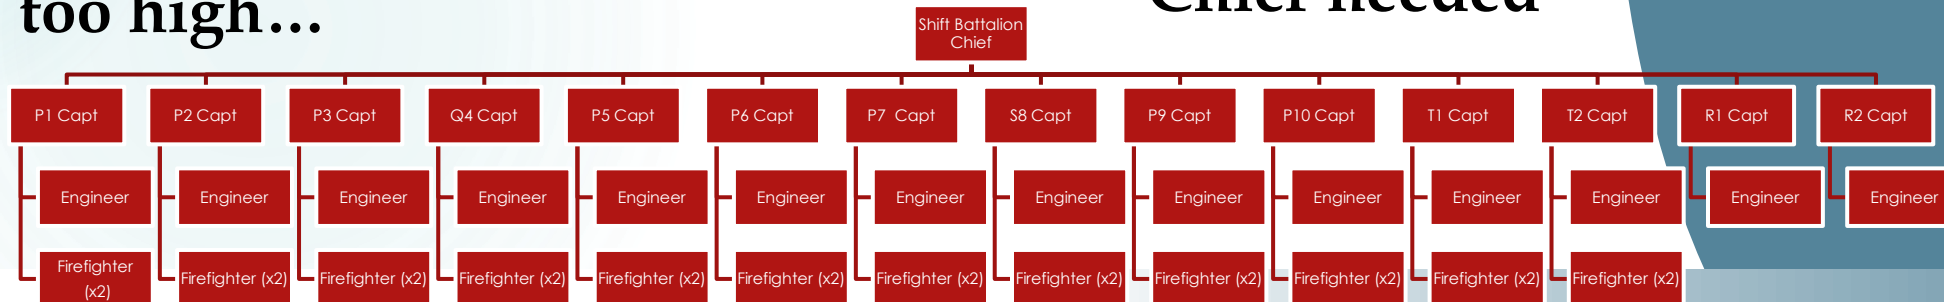 too high…
Chief needed
Shift Battalion
Chief
P1 Capt
P2 Capt
P3 Capt
Q4 Capt
P5 Capt
P6 Capt
P7 Capt
S8 Capt
P9 Capt
P10 Capt
T1 Capt
T2 Capt
R1 Capt
R2 Capt
Engineer
Engineer
Engineer
Engineer
Engineer
Engineer
Engineer
Engineer
Engineer
Engineer
Engineer
Engineer
Engineer
Engineer
Firefighter
(x2)
Firefighter (x2)
Firefighter (x2)
Firefighter (x2)
Firefighter (x2)
Firefighter (x2)
Firefighter (x2)
Firefighter (x2)
Firefighter (x2)
Firefighter (x2)
Firefighter (x2)
Firefighter (x2)